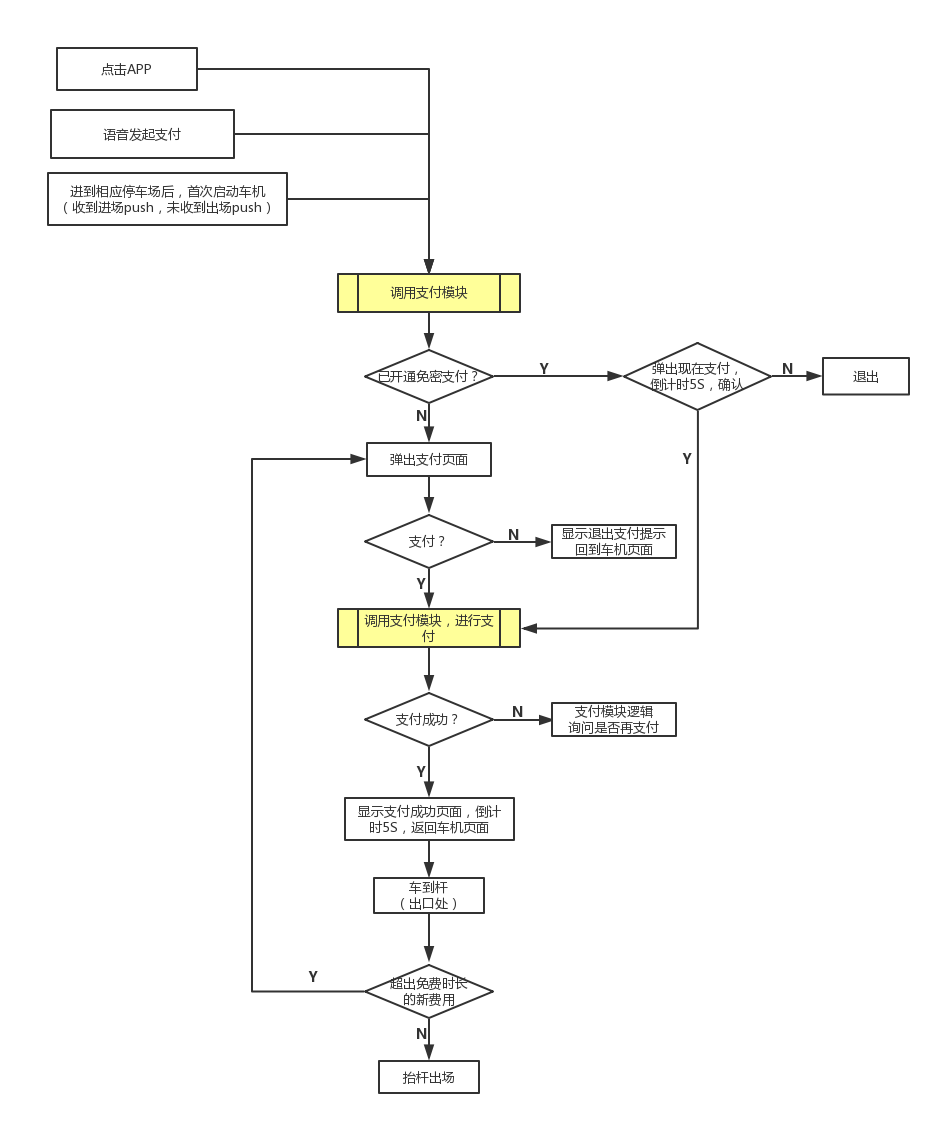 点击APP
语音发起支付
进到相应停车场后，首次启动车机
（收到进场push，未收到出场push）
调用支付模块
已开通免密支付？
Y
弹出现在支付，
倒计时5S，确认
N
退出
N
Y
弹出支付页面
支付？
N
显示退出支付提示
回到车机页面
Y
调用支付模块，进行支
付
支付成功？
N
支付模块逻辑
询问是否再支付
Y
显示支付成功页面，倒计
时5S，返回车机页面
车到杆
（出口处）
Y
超出免费时长
的新费用
N
抬杆出场